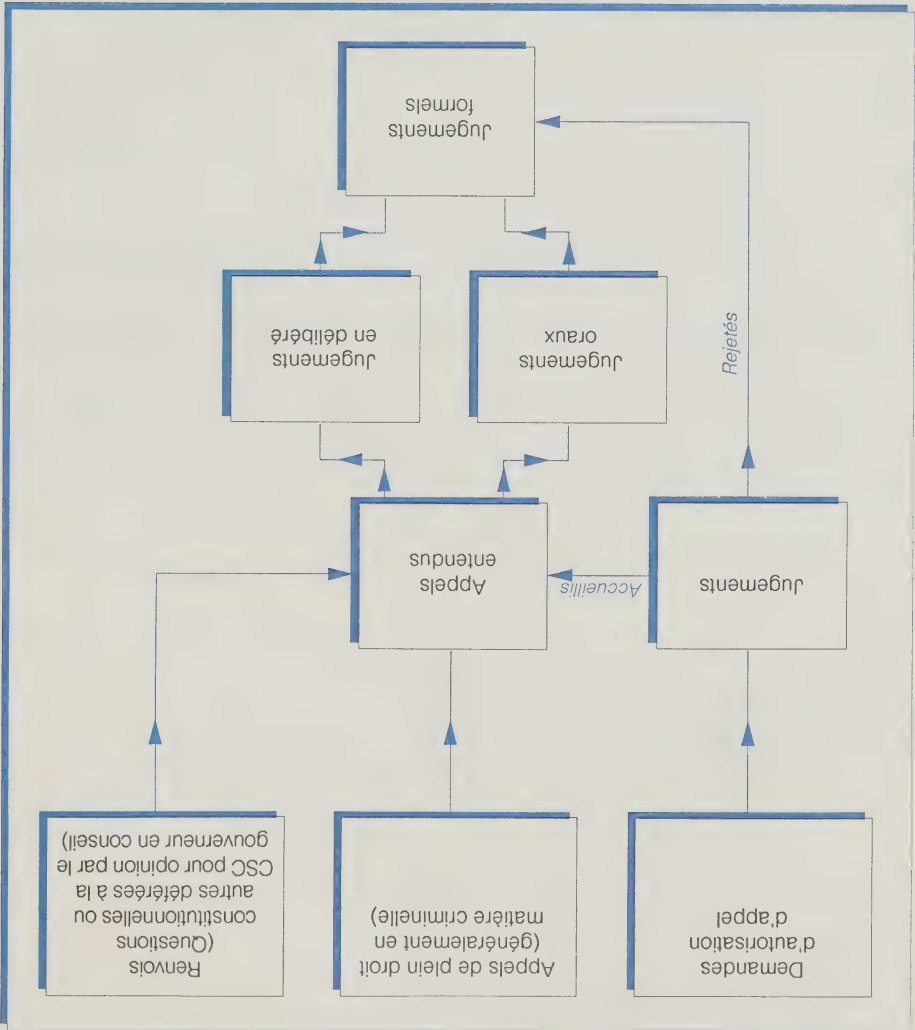 Demandes
d'autorisation
d'appel
Appels de plein droit
(généralement en
matière criminelle)
Renvois
(Questions
constitutionnelles ou
autres déférées à la
CSC pour opinion par le
gouverneur en conseil)
Jugements
Accueillis
Appels
entendus
Rejetés
Jugements
oraux
Jugements
en délibéré
Jugements
formels